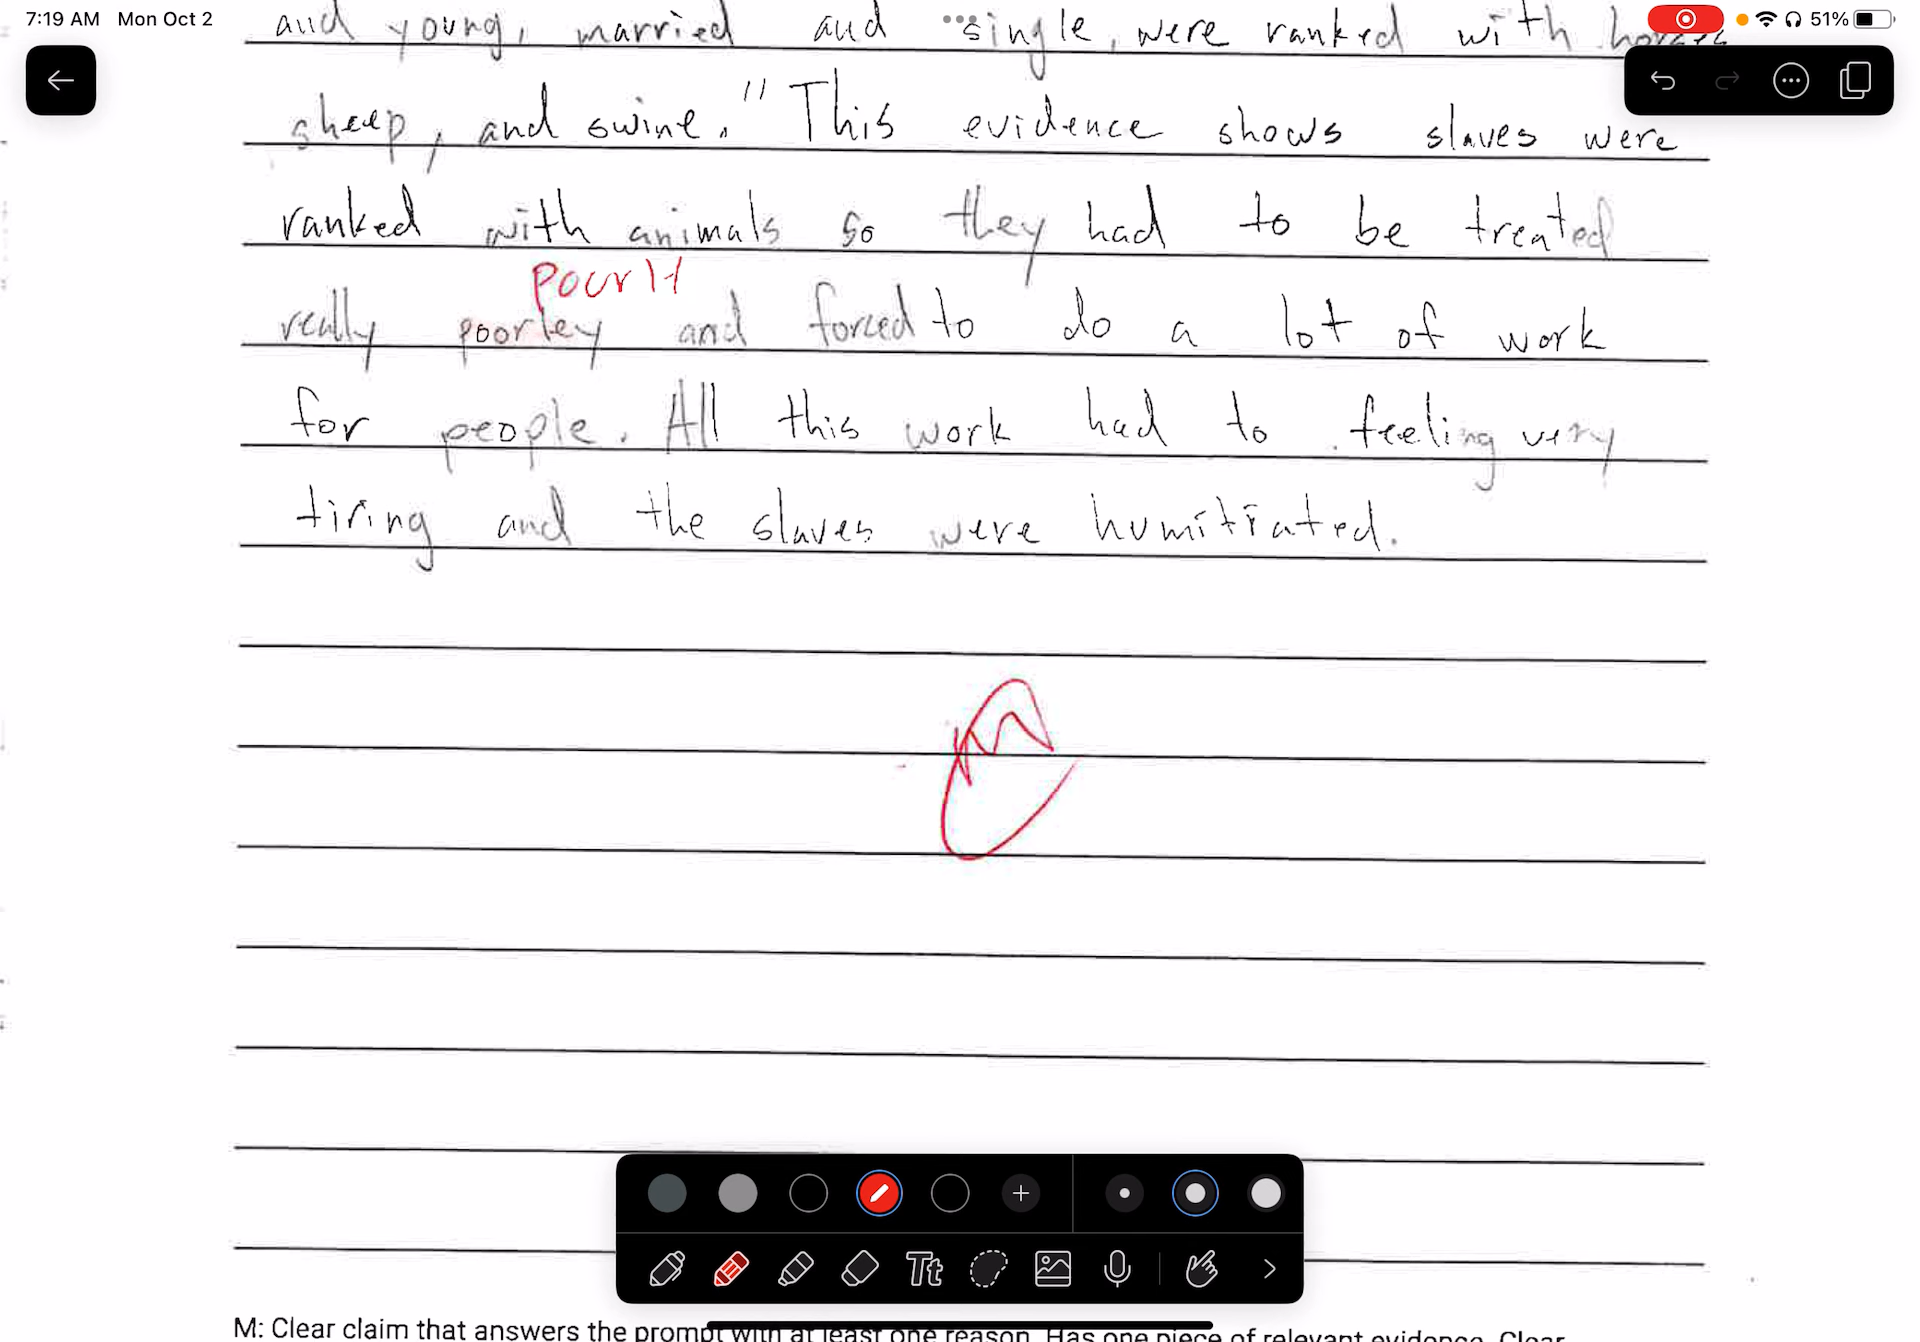 7:19 AM Mon Oct 2
51%
and young, married and single, were ranked with horses
sheep, and swine." This evidence shows slaves were
ranked with animals so they had to be treated
really poorley and forced to do a lot of work
for people. All this work had to feeling very
tiring and the slaves were
M
Tt
M: Clear claim that answers the prompt with at least one reason. Has one piece of relevant evidence. Clear